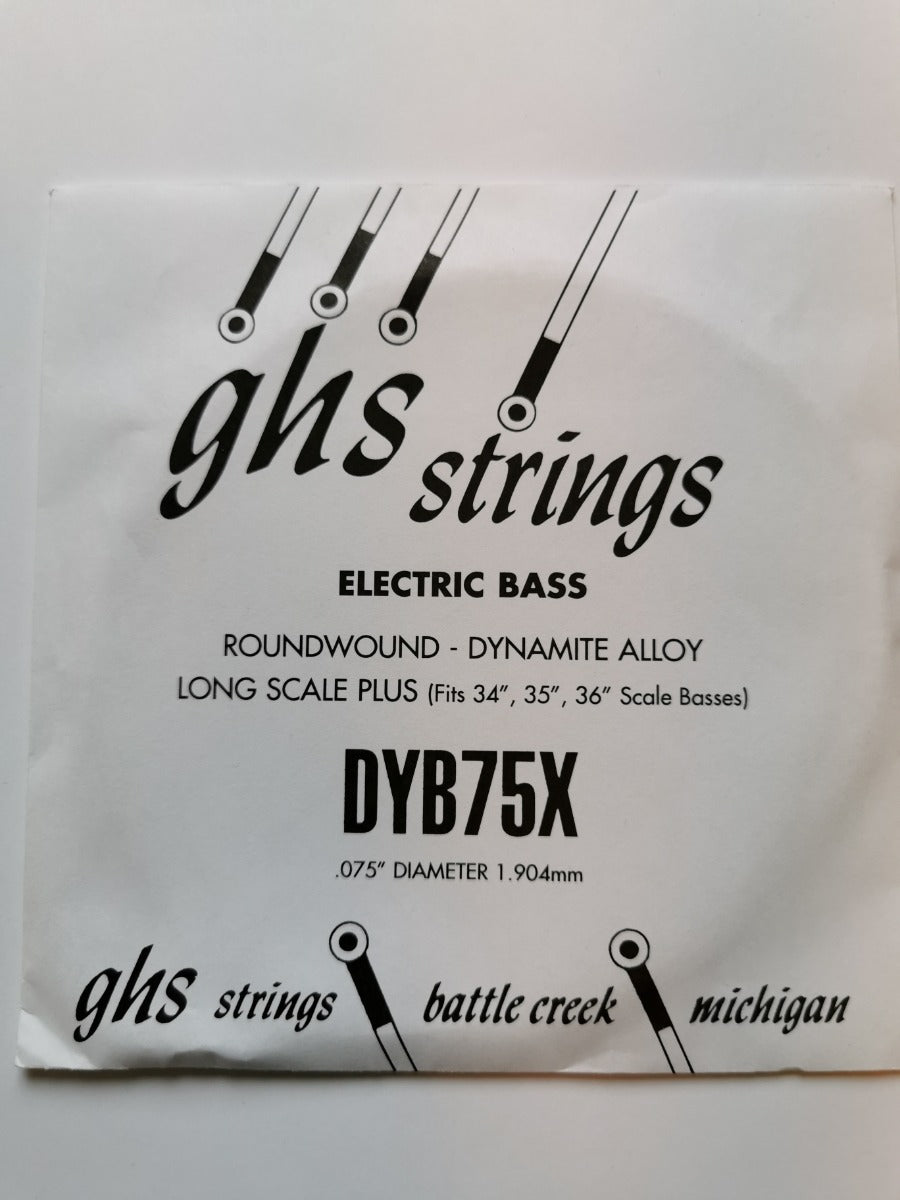 ghs strings
ELECTRIC BASS
ROUNDWOUND - DYNAMITE ALLOY
LONG SCALE PLUS (Fits 34”, 35”, 36” Scale Basses)
DYB75X
.075” DIAMETER 1.904mm
ghs strings battle creek michigan